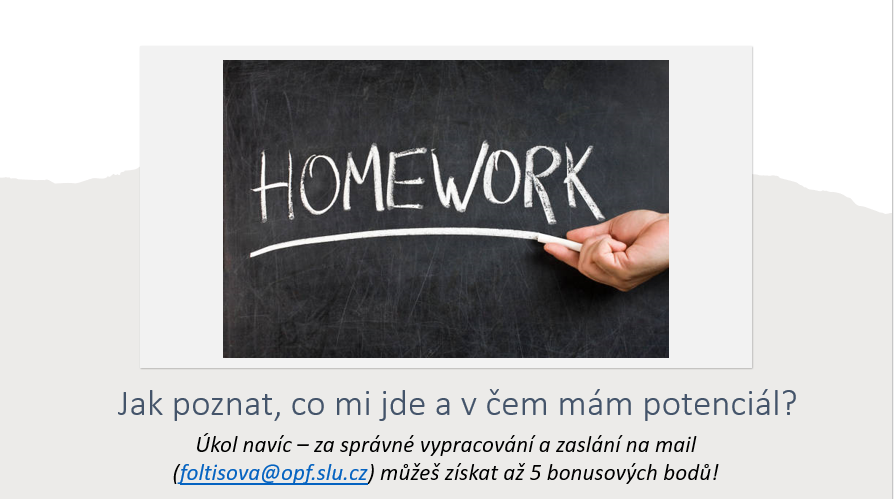 HOMEWORK
Jak poznat, co mi jde a v čem mám potenciál?
Úkol navíc – za správné vypracování a zaslání na mail
(foltisova@opf.slu.cz) můžeš získat až 5 bonusových bodů!